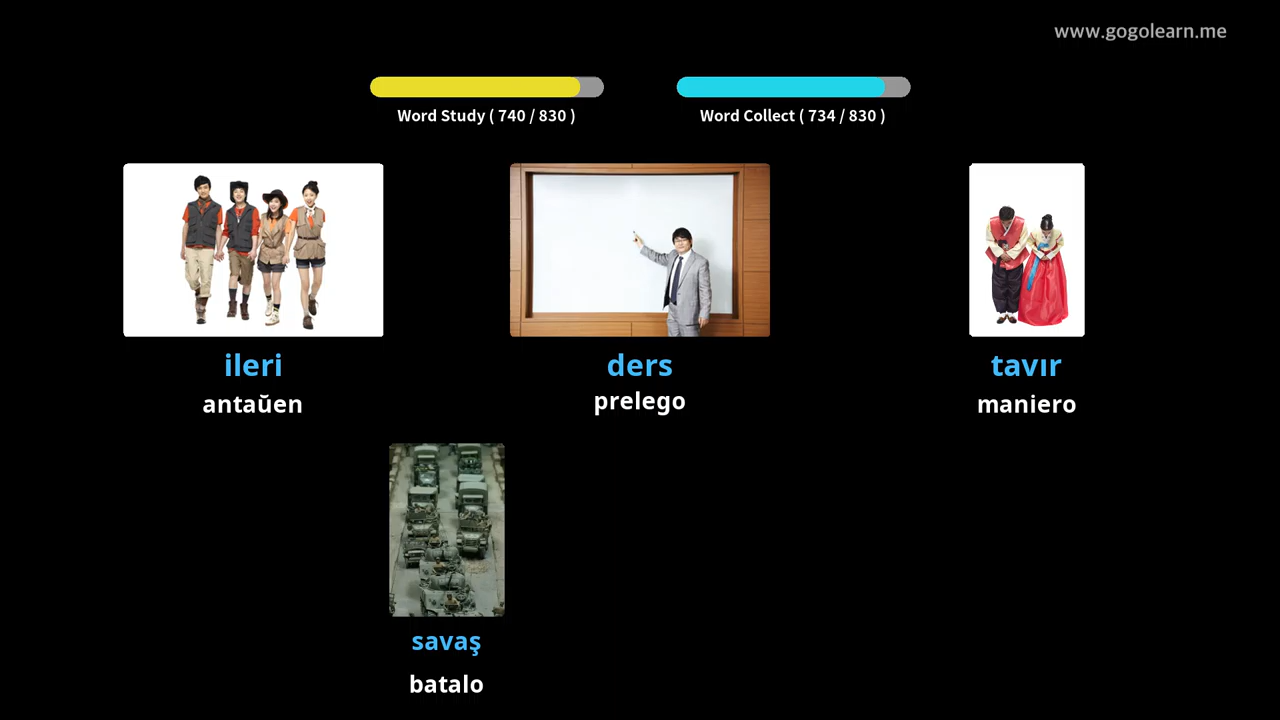 www.gogolearn.me
Word Study ( 740 / 830 )
Word Collect ( 734 / 830 )
ileri
antaŭen
ders
prelego
tavır
maniero
savaş
batalo